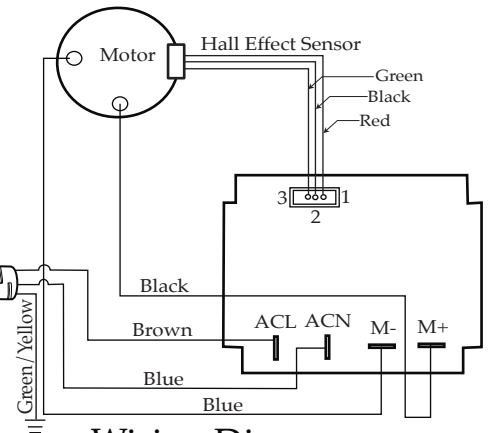 Motor
Hall Effect Sensor
Green
Black
Red
3
1
2
Black
ACL
ACN
M-
M+
Brown
Green/Yellow
Blue
Blue